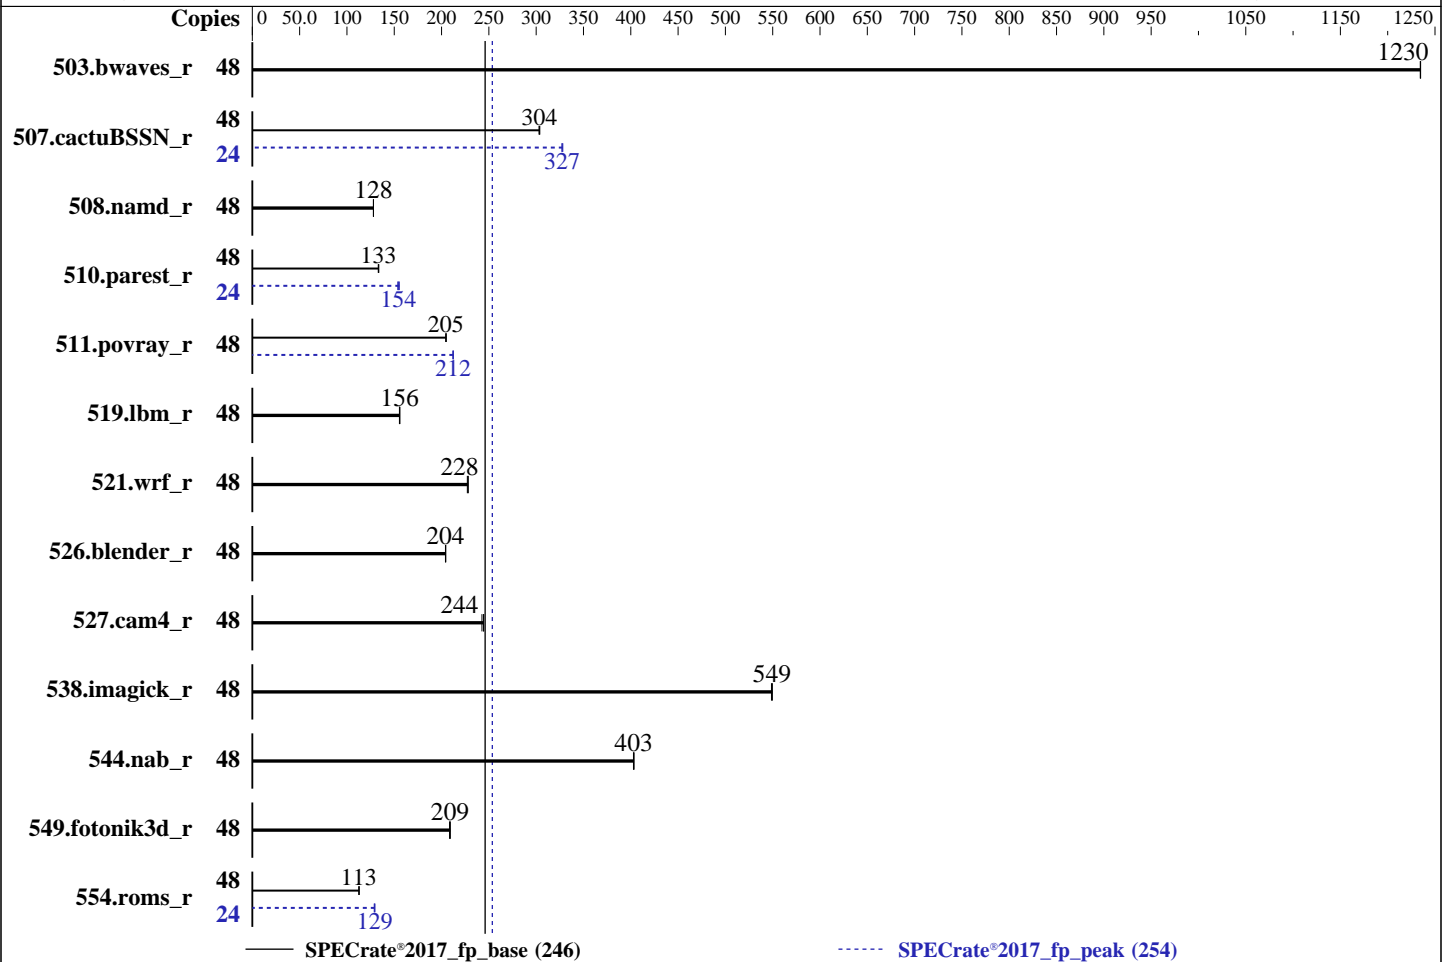 Copies 0 50.0 100 150 200 250 300 350 400 450 500 550 600 650 700 750 800 850 900 950 1050 1150 1250
503.bwaves_r 48 1230
507.cactuBSSN_r 48 304
24 327
508.namd_r 48 128
510.parest_r 48 133
24 154
511.povray_r 48 205
212
519.lbm_r 48 156
521.wrf_r 48 228
526.blender_r 48 204
527.cam4_r 48 244
538.imagick_r 48 549
544.nab_r 48 403
549.fotonik3d_r 48 209
554.roms_r 48 113
24 129
SPECrate®2017_fp_base (246) SPECrate®2017_fp_peak (254)